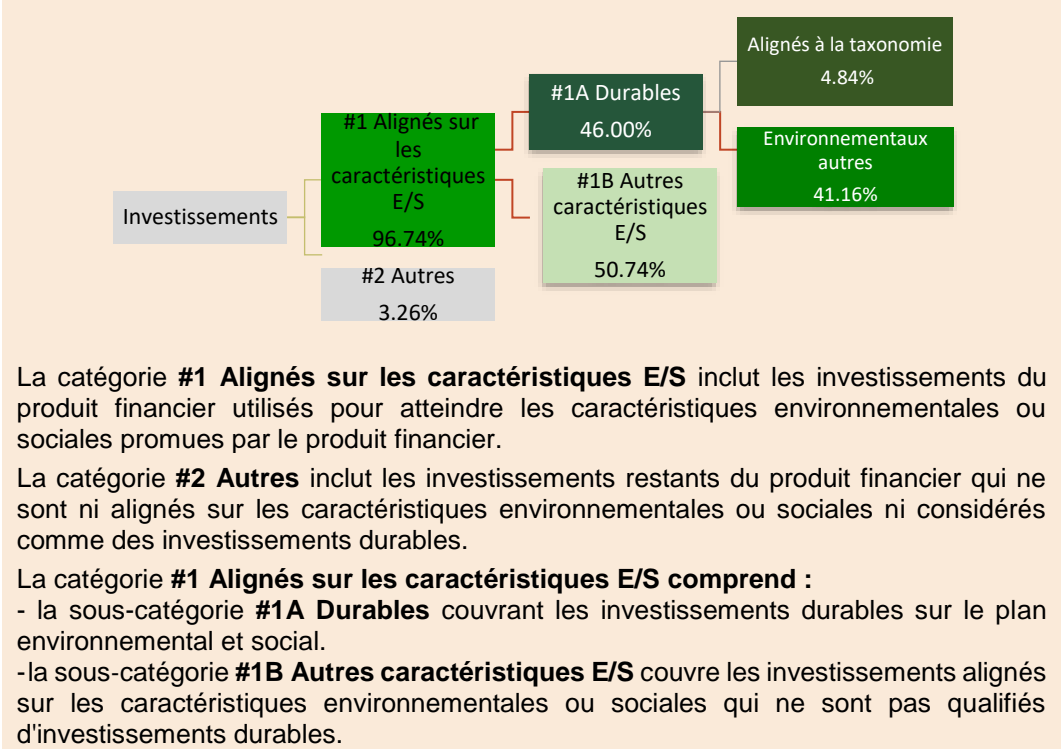 Investissements
#1 Alignés sur
les
caractéristiques
E/S
96.74%
#2 Autres
3.26%
#1A Durables
46.00%
#1B Autres
caractéristiques
E/S
50.74%
Alignés à la taxonomie
4.84%
Environnementaux
autres
41.16%
La catégorie #1 Alignés sur les caractéristiques E/S inclut les investissements du
produit financier utilisés pour atteindre les caractéristiques environnementales ou
sociales promues par le produit financier.
La catégorie #2 Autres inclut les investissements restants du produit financier qui ne
sont ni alignés sur les caractéristiques environnementales ou sociales ni considérés
comme des investissements durables.
La catégorie #1 Alignés sur les caractéristiques E/S comprend :
- la sous-catégorie #1A Durables couvrant les investissements durables sur le plan
environnemental et social.
-la sous-catégorie #1B Autres caractéristiques E/S couvre les investissements alignés
sur les caractéristiques environnementales ou sociales qui ne sont pas qualifiés
d'investissements durables.